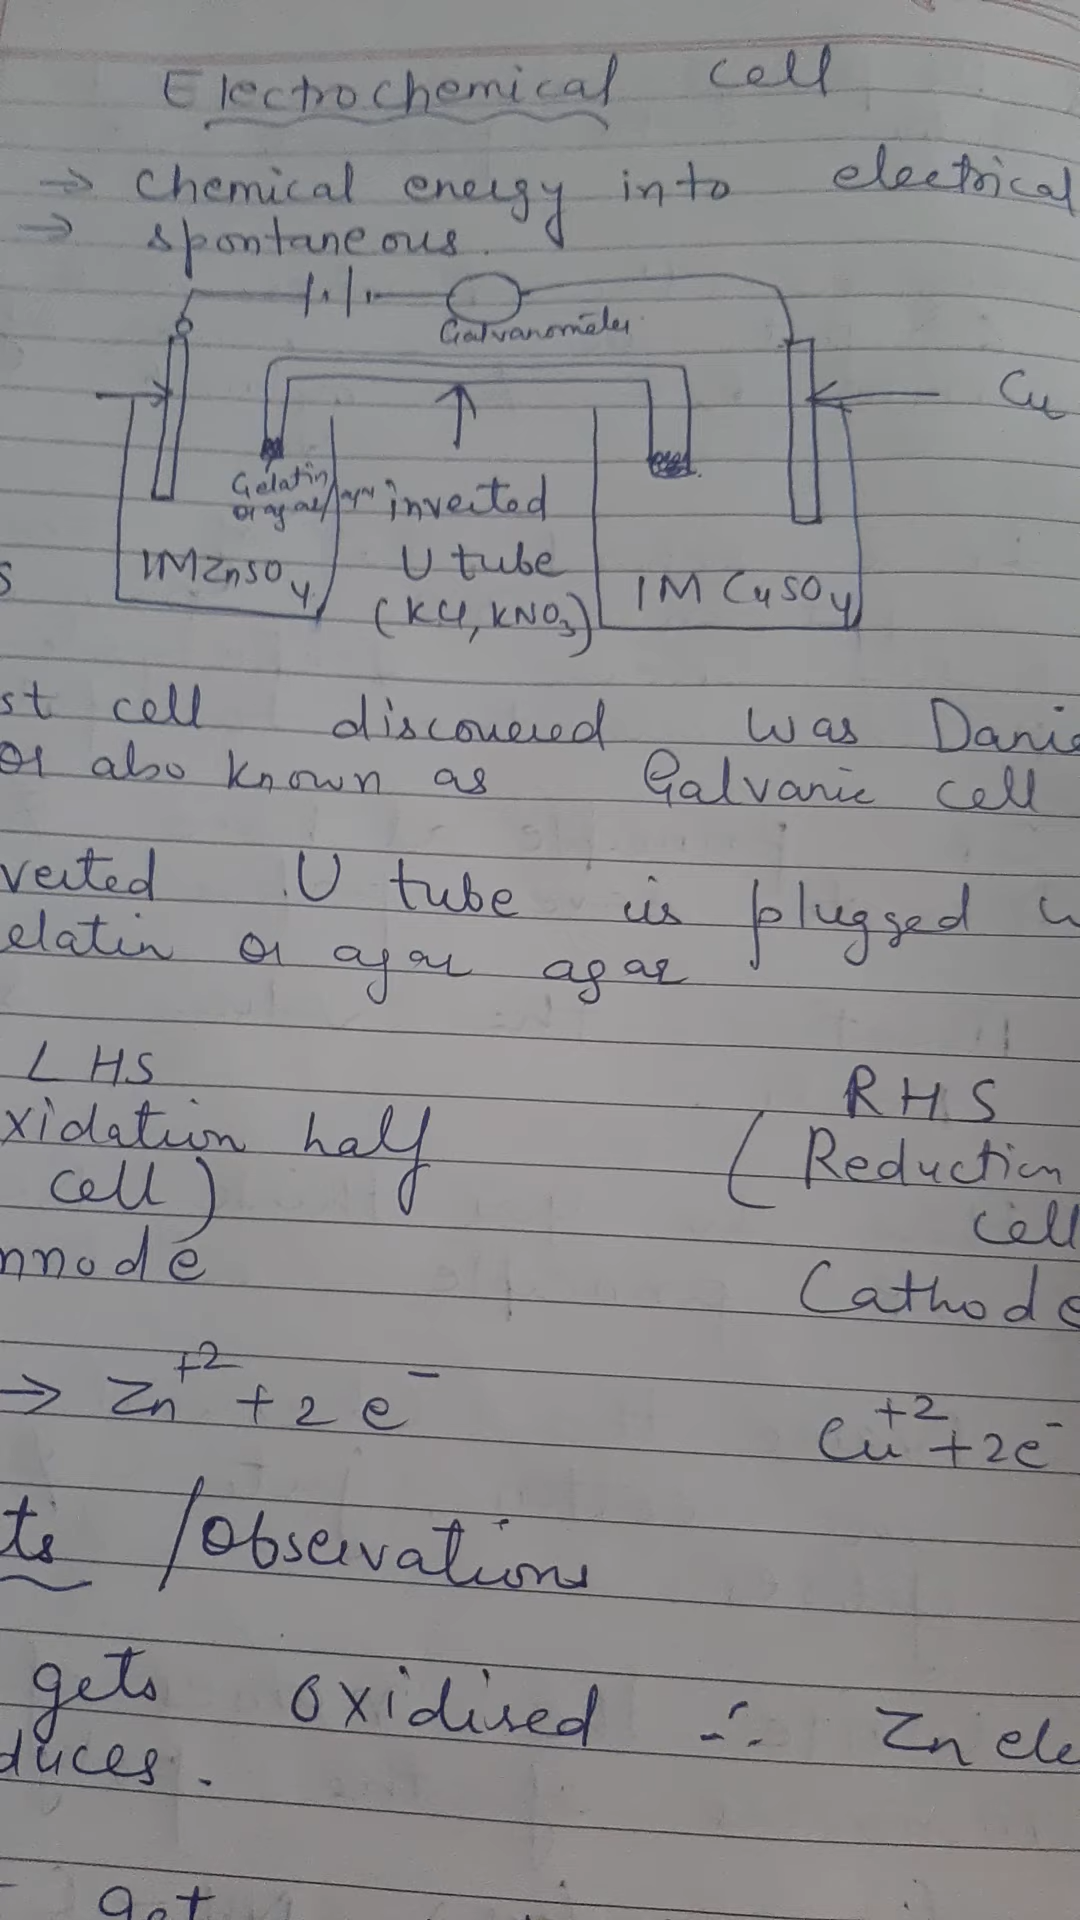 Electrochemical cell
→ Chemical energy into electrical
→ spontaneous.
Galvanometer
Cu
Gelatin
or agar/agar
inverted
U tube
(KCl, KNO3)
1M ZnSO4
1M CuSO4
s
st cell discovered was Danie
or also known as Galvanic cell
verted U tube is plugged w
elatin or agar agar
LHS RHS
xidation half (Reduction
cell) cell
nnode Cathode
→ Zn+2 + 2e- Cu+2 + 2e-
ts /Observations
gets oxidised ∴ Zn ele
duces.
get